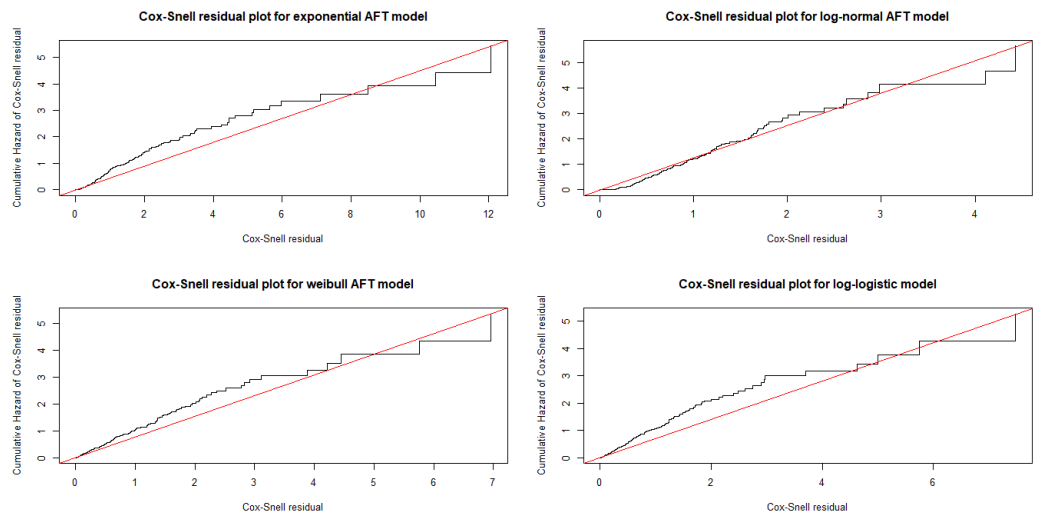 Cox-Snell residual plot for exponential AFT model
Cumulative Hazard of Cox-Snell residual
5
4
3
2
1
0
0 2 4 6 8 10 12
Cox-Snell residual
Cox-Snell residual plot for log-normal AFT model
Cumulative Hazard of Cox-Snell residual
5
4
3
2
1
0
0 1 2 3 4
Cox-Snell residual
Cox-Snell residual plot for weibull AFT model
Cumulative Hazard of Cox-Snell residual
5
4
3
2
1
0
0 1 2 3 4 5 6 7
Cox-Snell residual
Cox-Snell residual plot for log-logistic model
Cumulative Hazard of Cox-Snell residual
5
4
3
2
1
0
0 2 4 6
Cox-Snell residual